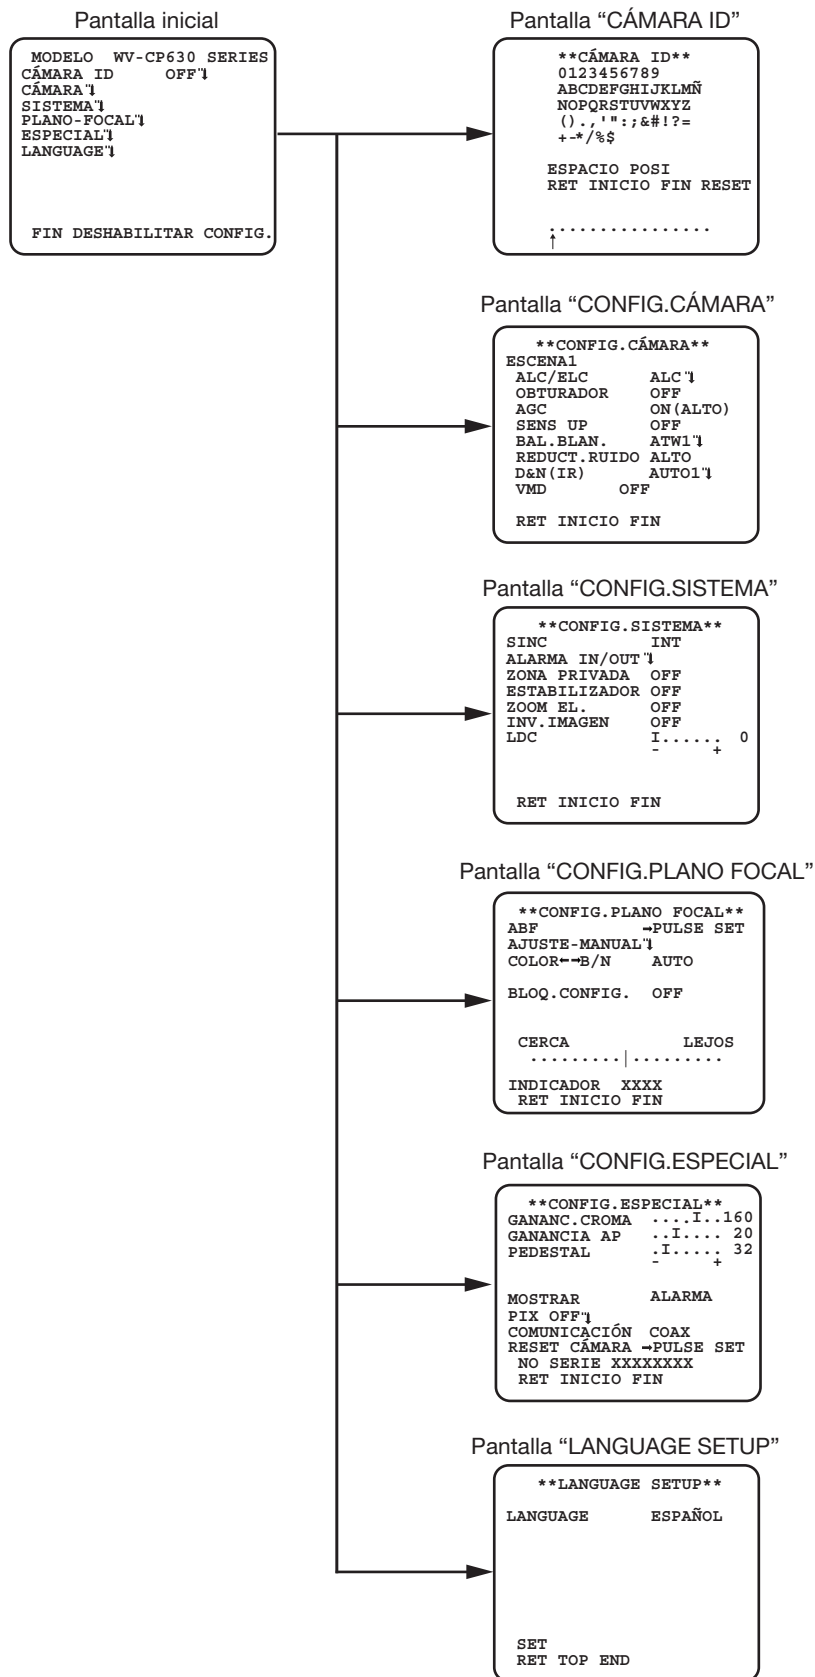 Pantalla inicial
MODELO WV-CP630 SERIES
CÁMARA ID OFF
CÁMARA
SISTEMA
PLANO-FOCAL
ESPECIAL
LANGUAGE
FIN DESHABILITAR CONFIG.
Pantalla “CÁMARA ID”
**CÁMARA ID**
0123456789
ABCDEFGHIJKLMÑ
NOPQRSTUVWXYZ
().,'":;&#!?=
+-*/%$
ESPACIO POSI
RET INICIO FIN RESET
................
↑
Pantalla “CONFIG.CÁMARA”
**CONFIG.CÁMARA**
ESCENA1
ALC/ELC ALC
OBTURADOR OFF
AGC ON(ALTO)
SENS UP OFF
BAL.BLAN. ATW1
REDUCT.RUIDO ALTO
D&N(IR) AUTO1
VMD OFF
RET INICIO FIN
Pantalla “CONFIG.SISTEMA”
**CONFIG.SISTEMA**
SINC INT
ALARMA IN/OUT
ZONA PRIVADA OFF
ESTABILIZADOR OFF
ZOOM EL. OFF
INV.IMAGEN OFF
LDC I...... 0
- +
RET INICIO FIN
Pantalla “CONFIG.PLANO FOCAL”
**CONFIG.PLANO FOCAL**
ABF →PULSE SET
AJUSTE-MANUAL
COLOR←→B/N AUTO
BLOQ.CONFIG. OFF
CERCA LEJOS
.........|.........
INDICADOR XXXX
RET INICIO FIN
Pantalla “CONFIG.ESPECIAL”
**CONFIG.ESPECIAL**
GANANC.CROMA ....I..160
GANANCIA AP ..I.... 20
PEDESTAL .I..... 32
- +
MOSTRAR ALARMA
PIX OFF
COMUNICACIÓN COAX
RESET CÁMARA →PULSE SET
NO SERIE XXXXXXXX
RET INICIO FIN
Pantalla “LANGUAGE SETUP”
**LANGUAGE SETUP**
LANGUAGE ESPAÑOL
SET
RET TOP END